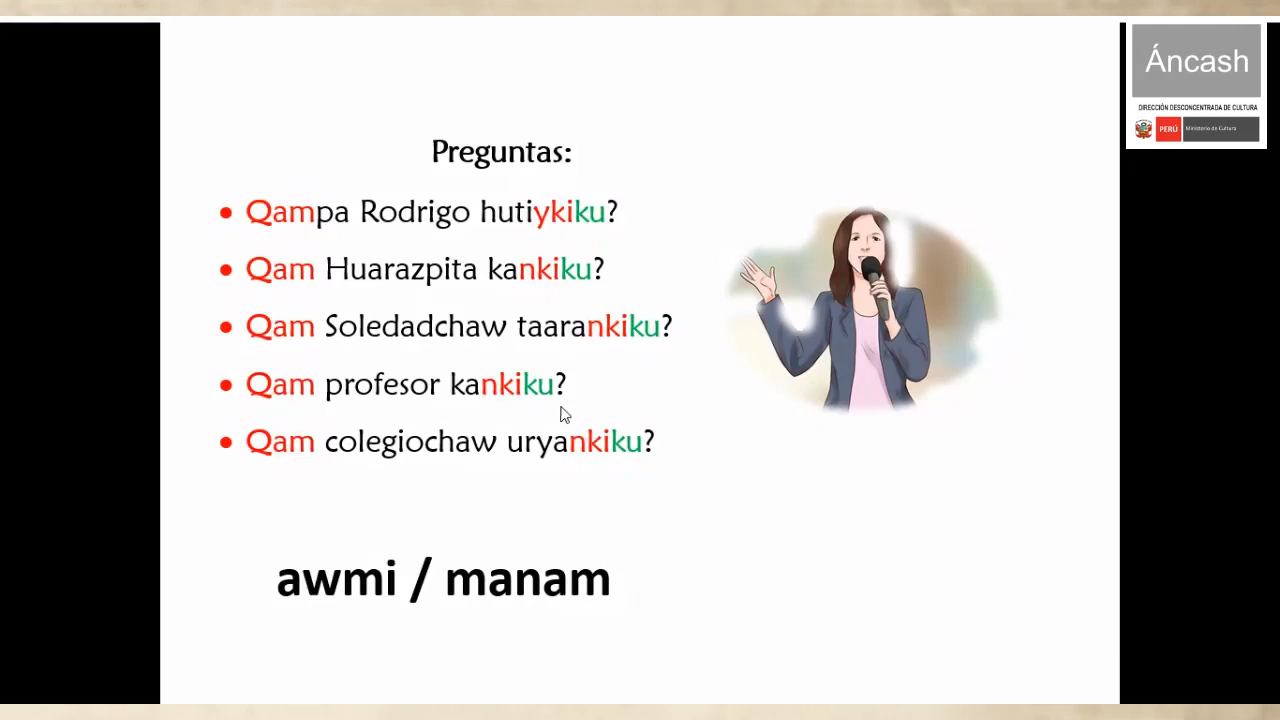 Áncash
DIRECCIÓN DESCONCENTRADA DE CULTURA
PERÚ Ministerio de Cultura
Preguntas:
• Qampa Rodrigo hutiykiku?
• Qam Huarazpita kankiku?
• Qam Soledadchaw taarankiku?
• Qam profesor kankiku?
• Qam colegiochaw uryankiku?
awmi / manam